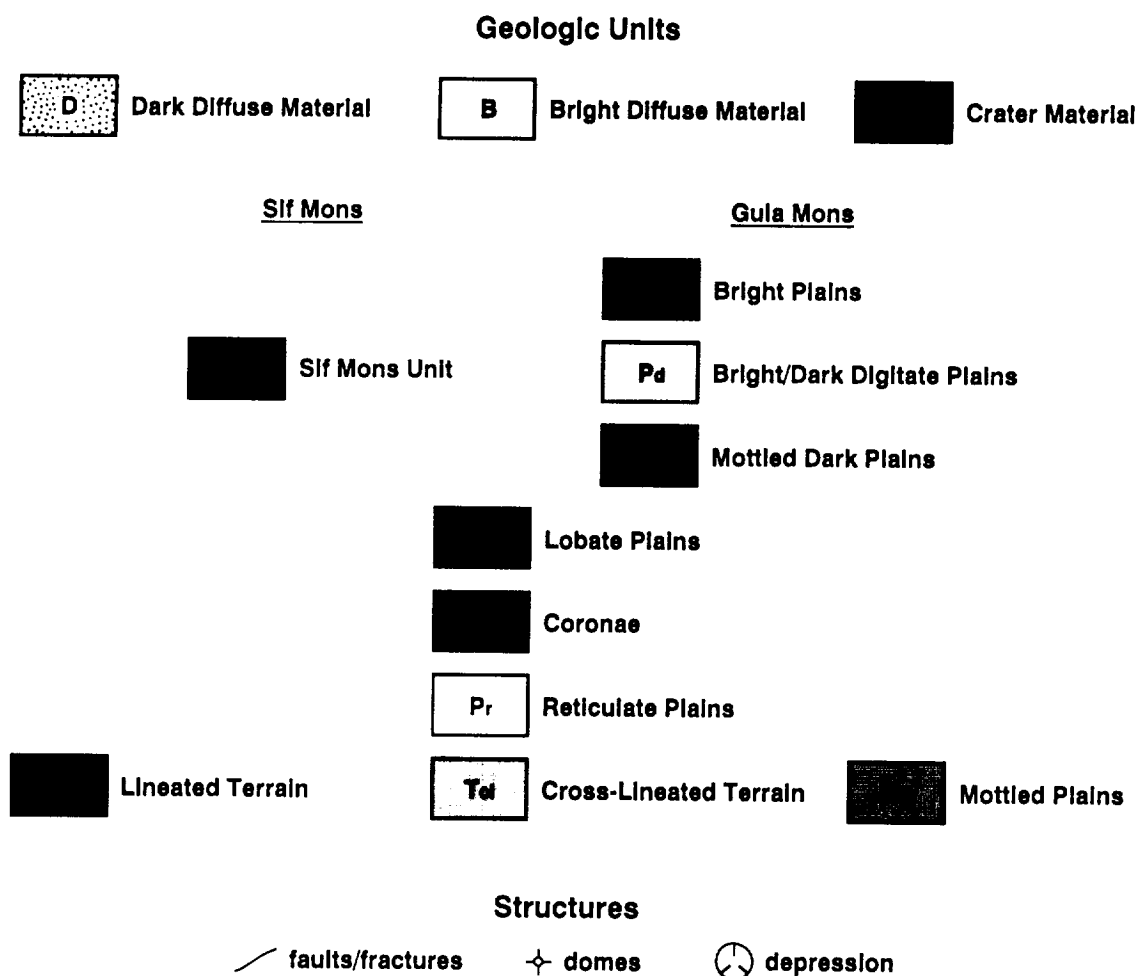 Geologic Units
D Dark Diffuse Material B Bright Diffuse Material Crater Material
Sif Mons Gula Mons
Bright Plains
Sif Mons Unit Pd Bright/Dark Digitate Plains
Mottled Dark Plains
Lobate Plains
Coronae
Pr Reticulate Plains
Lineated Terrain Tcl Cross-Lineated Terrain Mottled Plains
Structures
faults/fractures domes depression